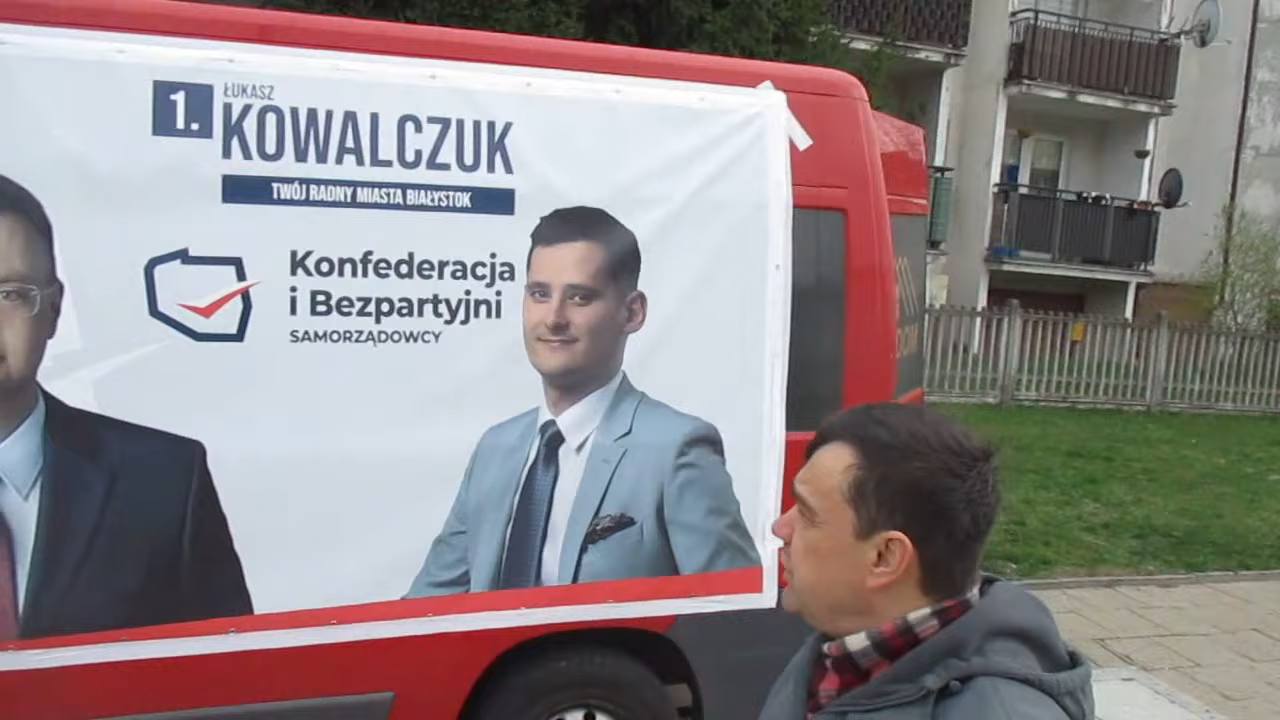 1.
ŁUKASZ
KOWALCZUK
TWÓJ RADNY MIASTA BIAŁYSTOK
Konfederacja
i Bezpartyjni
SAMORZĄDOWCY